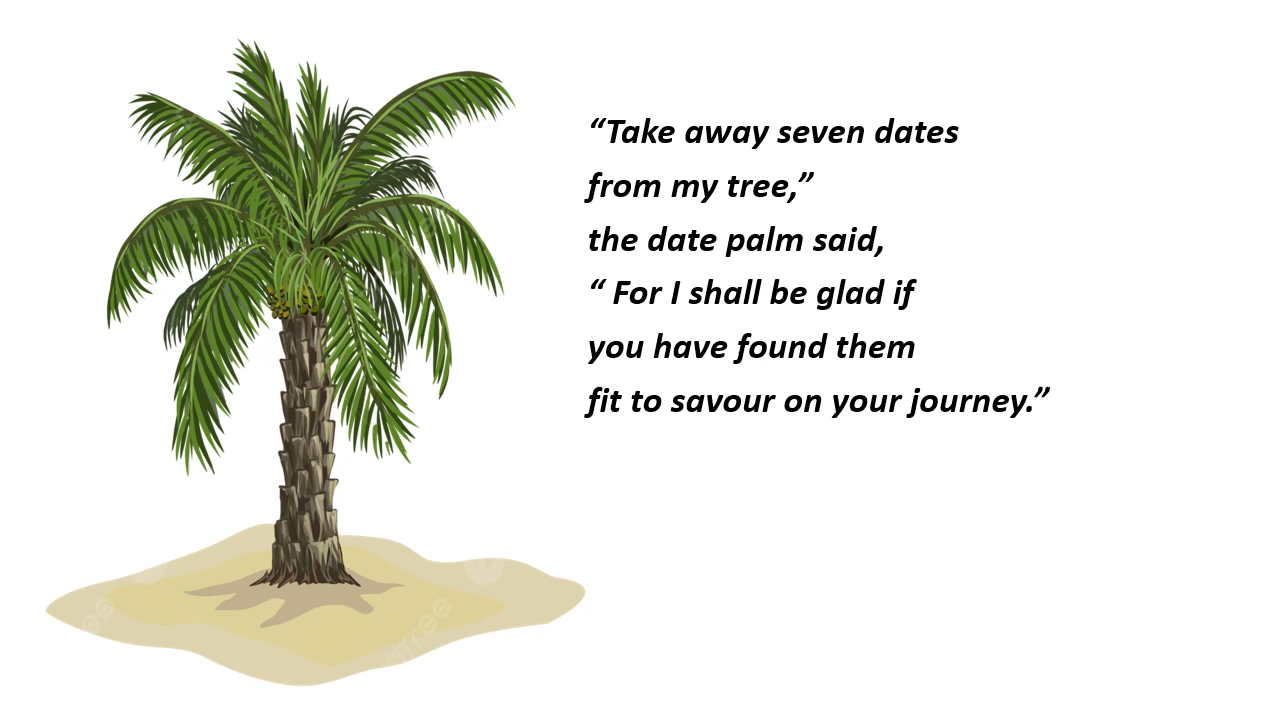 “Take away seven dates
from my tree,”
the date palm said,
“ For I shall be glad if
you have found them
fit to savour on your journey.”